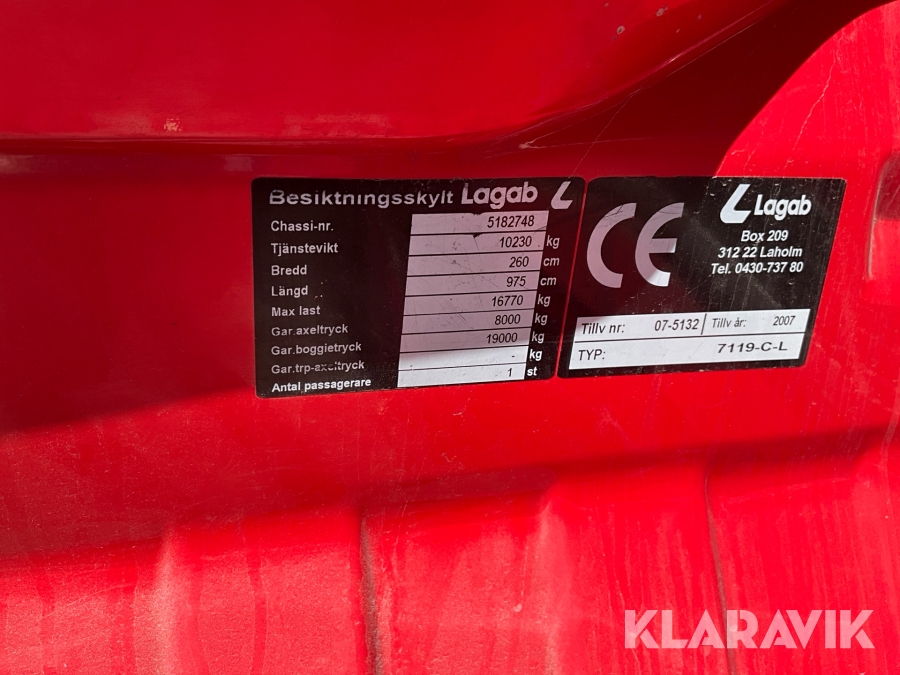 Besiktningsskylt Lagab
Chassi-nr. 5182748
Tjänstevikt 10230 kg
Bredd 260 cm
Längd 975 cm
Max last 16770 kg
Gar.axeltryck 8000 kg
Gar.boggietryck 19000 kg
Gar.trp-axeltryck - kg
Antal passagerare 1 st
CE
Lagab
Box 209
312 22 Laholm
Tel. 0430-737 80
Tillv nr: 07-5132 Tillv år: 2007
TYP: 7119-C-L
KLARAVIK